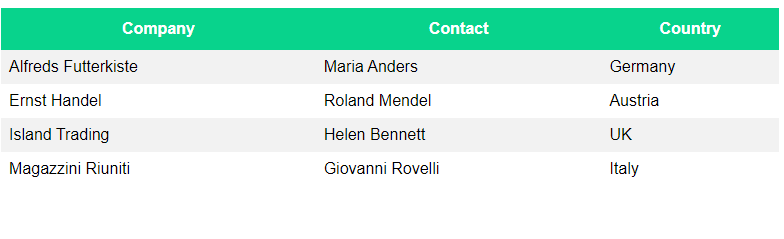 Company Contact Country
Alfreds Futterkiste Maria Anders Germany
Ernst Handel Roland Mendel Austria
Island Trading Helen Bennett UK
Magazzini Riuniti Giovanni Rovelli Italy